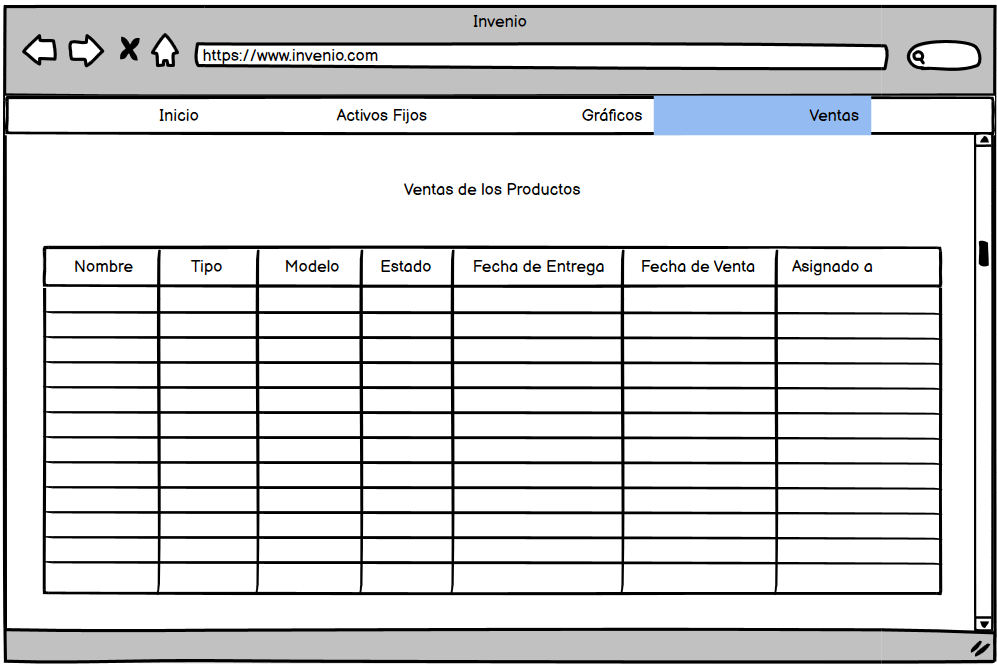 Invenio
https://www.invenio.com
Inicio Activos Fijos Gráficos Ventas
Ventas de los Productos
Nombre Tipo Modelo Estado Fecha de Entrega Fecha de Venta Asignado a